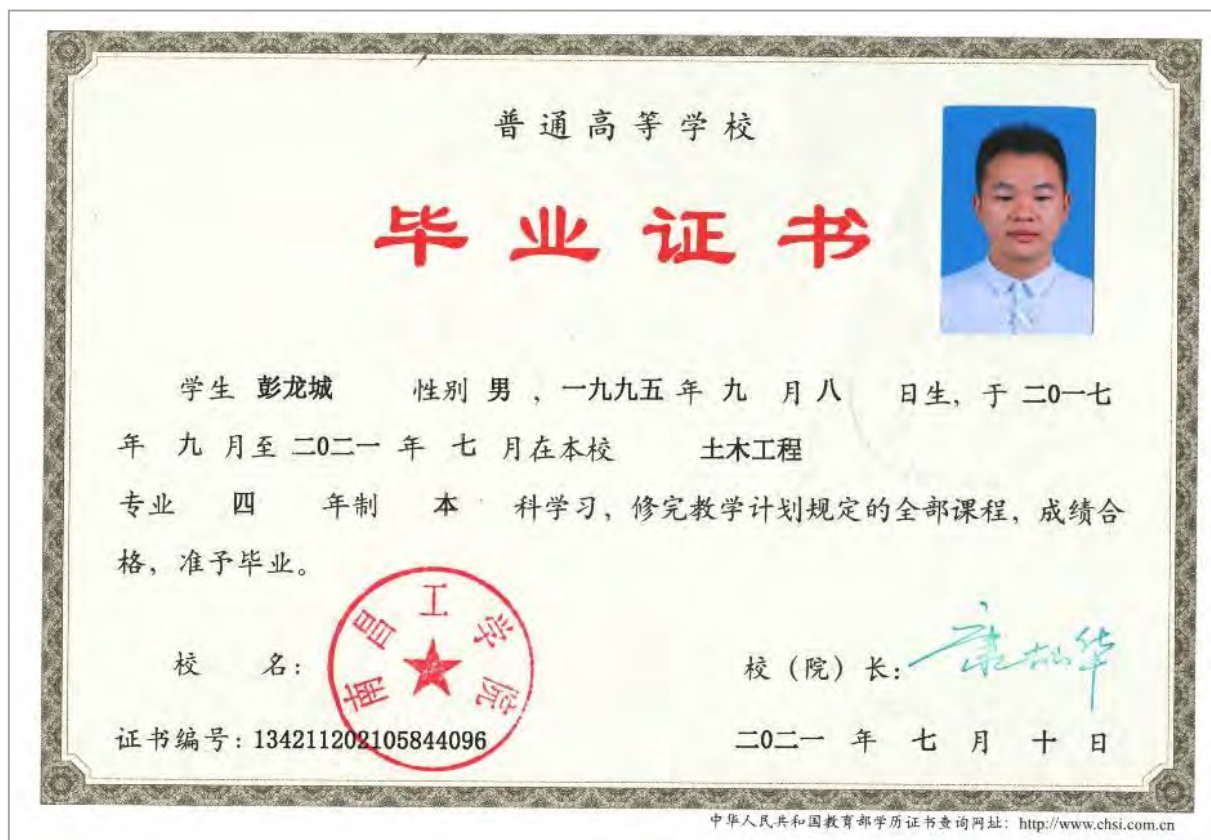 普通高等学校
毕业证书
学生 彭龙城 性别 男 ，一九九五 年 九 月 八 日生，于 二0一七
年 九 月至 二0二一 年 七 月在本校 土木工程
专业 四 年制 本 科学习，修完教学计划规定的全部课程，成绩合
格，准予毕业。
南昌工学院
校 名：
校（院）长：
证书编号：134211202105844096
二0二一 年 七 月 十 日
中华人民共和国教育部学历证书查询网址：http://www.chsi.com.cn